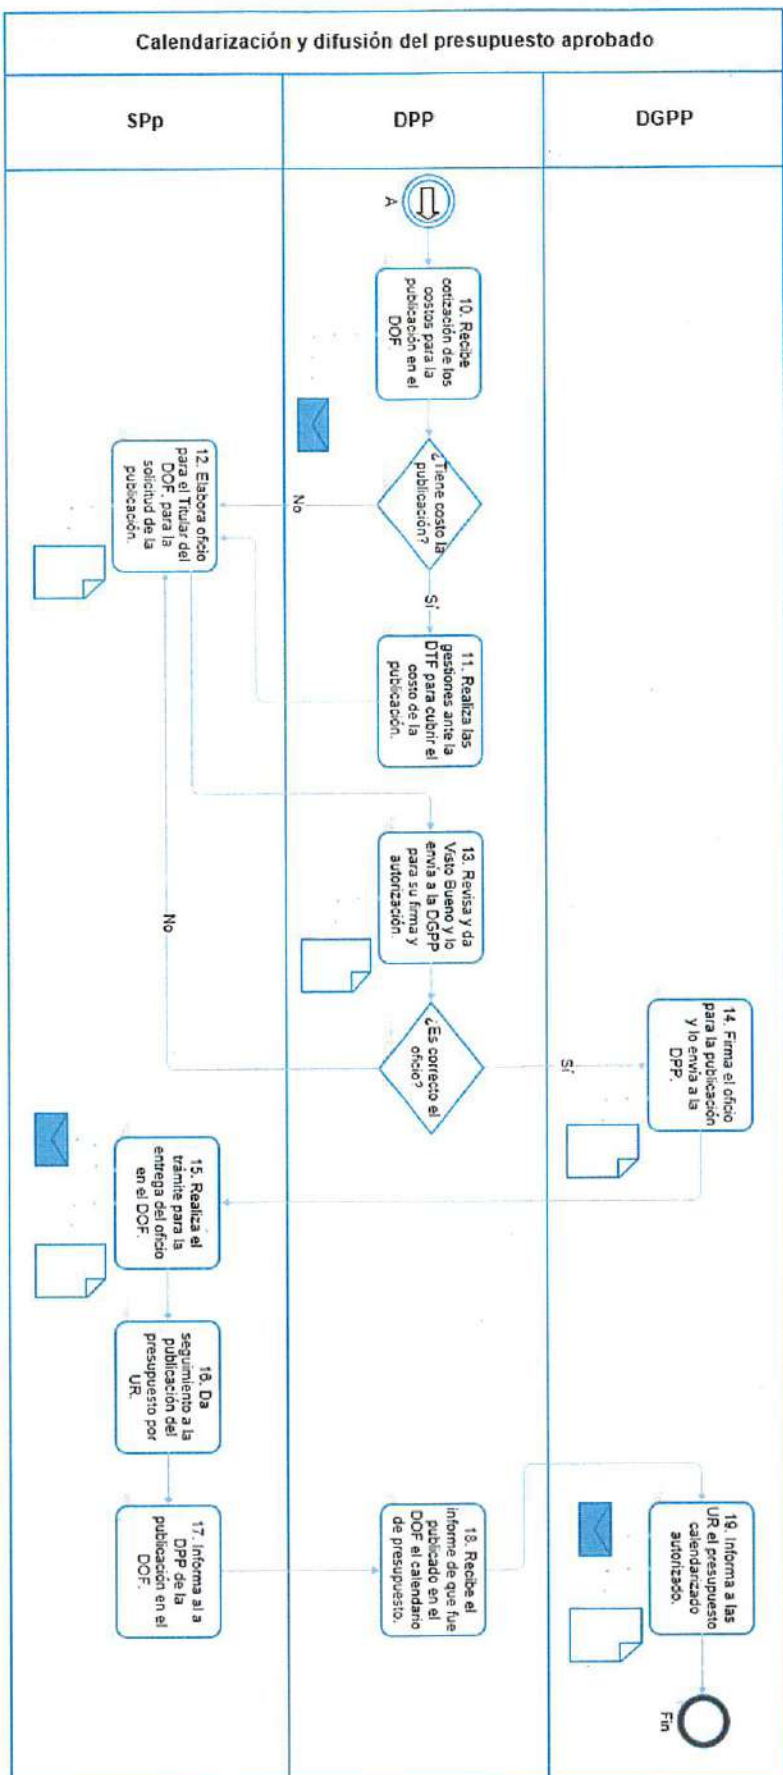 Calendarización y difusión del presupuesto aprobado
SPp
DPP
DGPP
A
10. Recibe
cotización de los
costos para la
publicación en el
DOF.
¿Tiene costo la
publicación?
No
Sí
11. Realiza las
gestiones ante la
DTF para cubrir el
costo de la
publicación.
12. Elabora oficio
para el Titular del
DOF. para la
solicitud de la
publicación.
13. Revisa y da
Visto Bueno y lo
envía a la DGPP
para su firma y
autorización.
¿Es correcto el
oficio?
No
Sí
14. Firma el oficio
para la publicación
y lo envía a la
DPP.
15. Realiza el
trámite para la
entrega del oficio
en el DOF.
16. Da
seguimiento a la
publicación del
presupuesto por
UR.
17. Informa al a
DPP de la
publicación en el
DOF.
18. Recibe el
informe de que fue
publicado en el
DOF el calendario
de presupuesto.
19. Informa a las
UR el presupuesto
calendarizado
autorizado.
Fin